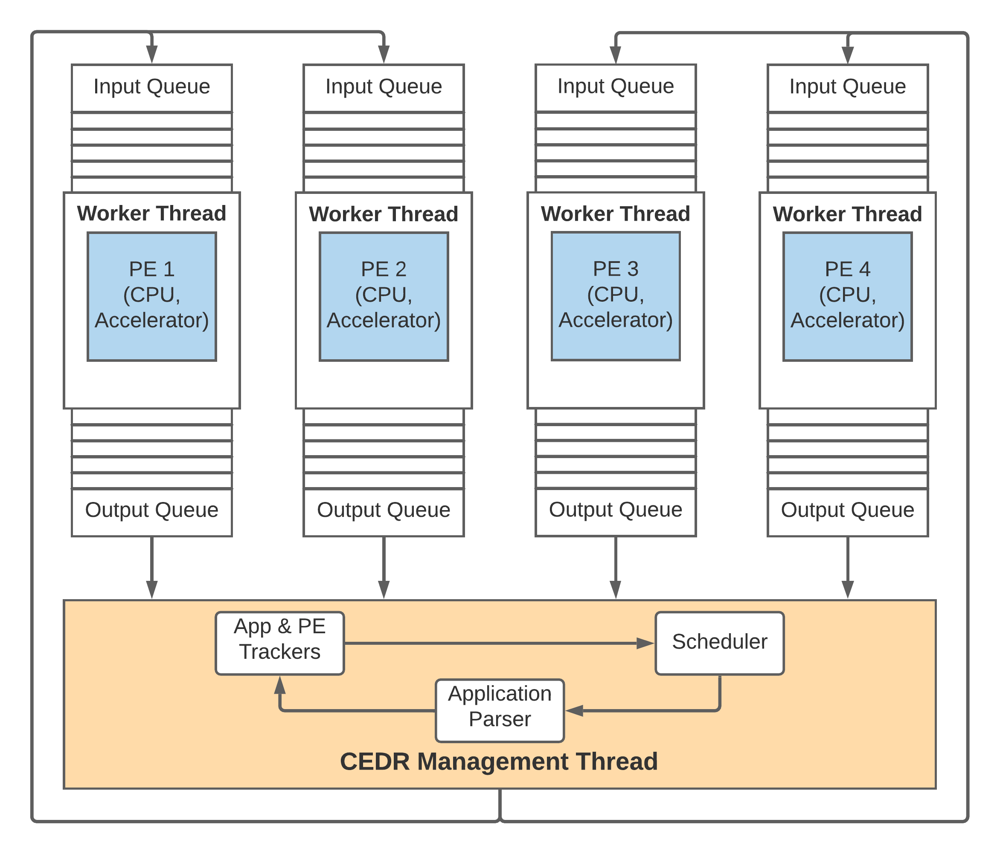 Input Queue
Input Queue
Input Queue
Input Queue
Worker Thread
Worker Thread
Worker Thread
Worker Thread
PE 1
(CPU,
Accelerator)
PE 2
(CPU,
Accelerator)
PE 3
(CPU,
Accelerator)
PE 4
(CPU,
Accelerator)
Output Queue
Output Queue
Output Queue
Output Queue
App & PE
Trackers
Scheduler
Application
Parser
CEDR Management Thread